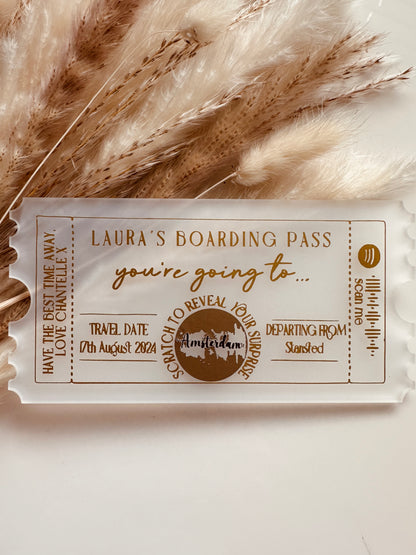 HAVE THE BEST TIME AWAY,
LOVE CHANTELLE X
LAURA'S BOARDING PASS
you're going to...
TRAVEL DATE
17th August 2024
SCRATCH TO REVEAL YOUR SURPRISE
Amsterdam
DEPARTING FROM
Stansted
scan me